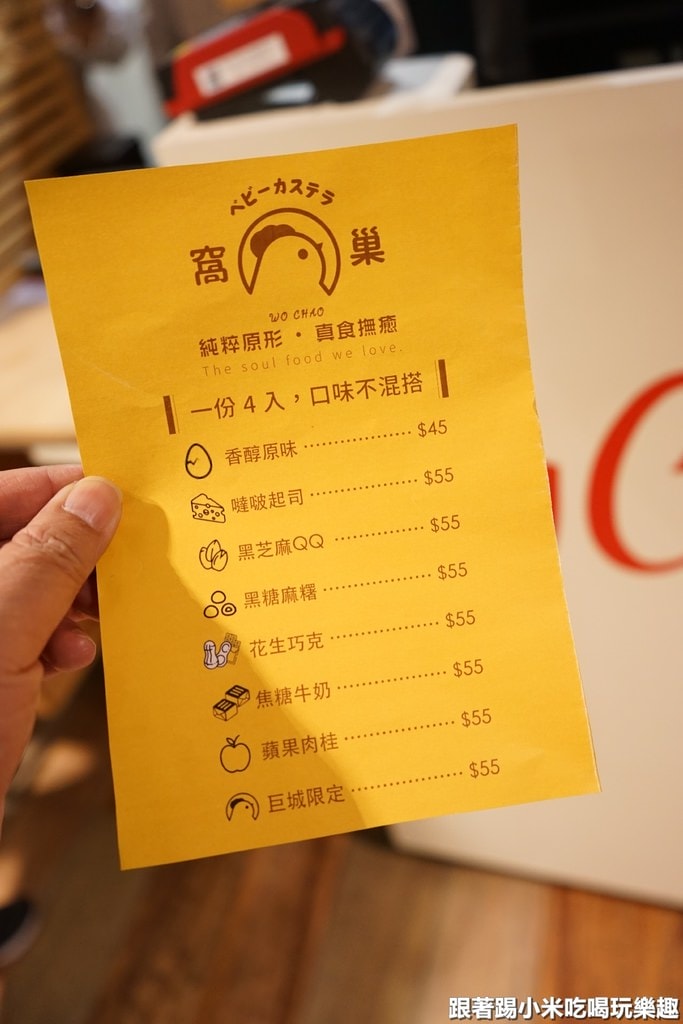 ベビーカステラ
窩 巢
WO CHAO
純粹原形・真食撫癒
The soul food we love.
一份4入，口味不混搭
香醇原味 ⋯⋯⋯⋯⋯⋯ $45
噠啵起司 ⋯⋯⋯⋯⋯⋯ $55
黑芝麻QQ ⋯⋯⋯⋯⋯⋯ $55
黑糖麻糬 ⋯⋯⋯⋯⋯⋯ $55
花生巧克 ⋯⋯⋯⋯⋯⋯ $55
焦糖牛奶 ⋯⋯⋯⋯⋯⋯ $55
蘋果肉桂 ⋯⋯⋯⋯⋯⋯ $55
巨城限定 ⋯⋯⋯⋯⋯⋯ $55
跟著踢小米吃喝玩樂趣